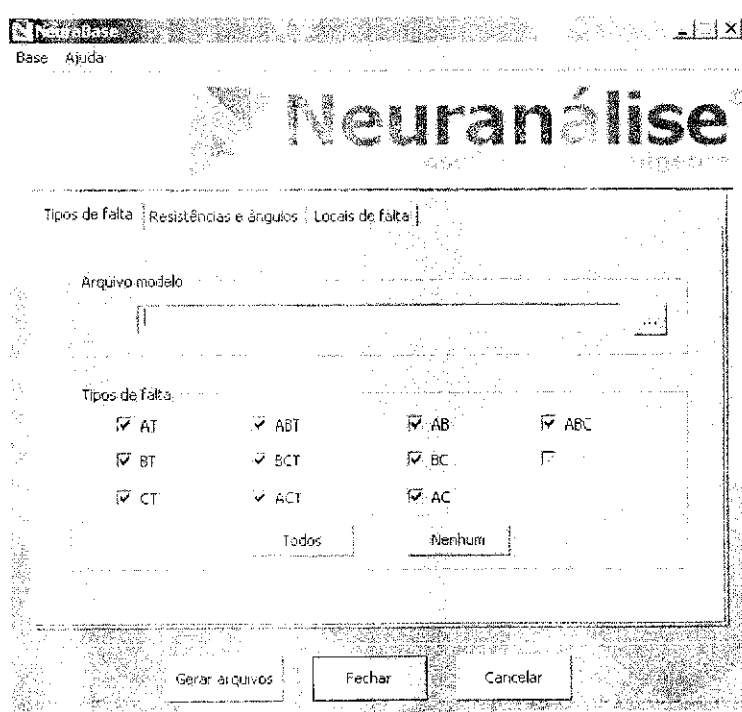 NeuraBase
Base Ajuda
Neuranálise
Tipos de falta Resistências e ângulos Locais de falta
Arquivo modelo
...
Tipos de falta
AT ABT AB ABC
BT BCT BC
CT ACT AC
Todos Nenhum
Gerar arquivos Fechar Cancelar